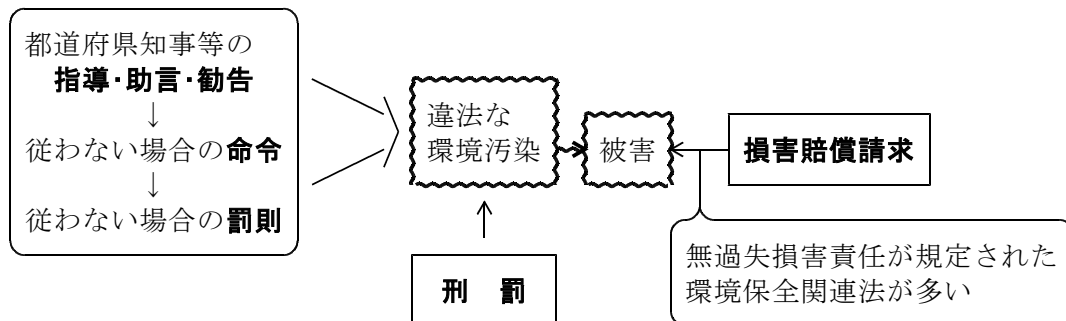 都道府県知事等の
指導・助言・勧告
↓
従わない場合の命令
↓
従わない場合の罰則
違法な
環境汚染
被害
損害賠償請求
刑 罰
無過失損害責任が規定された
環境保全関連法が多い